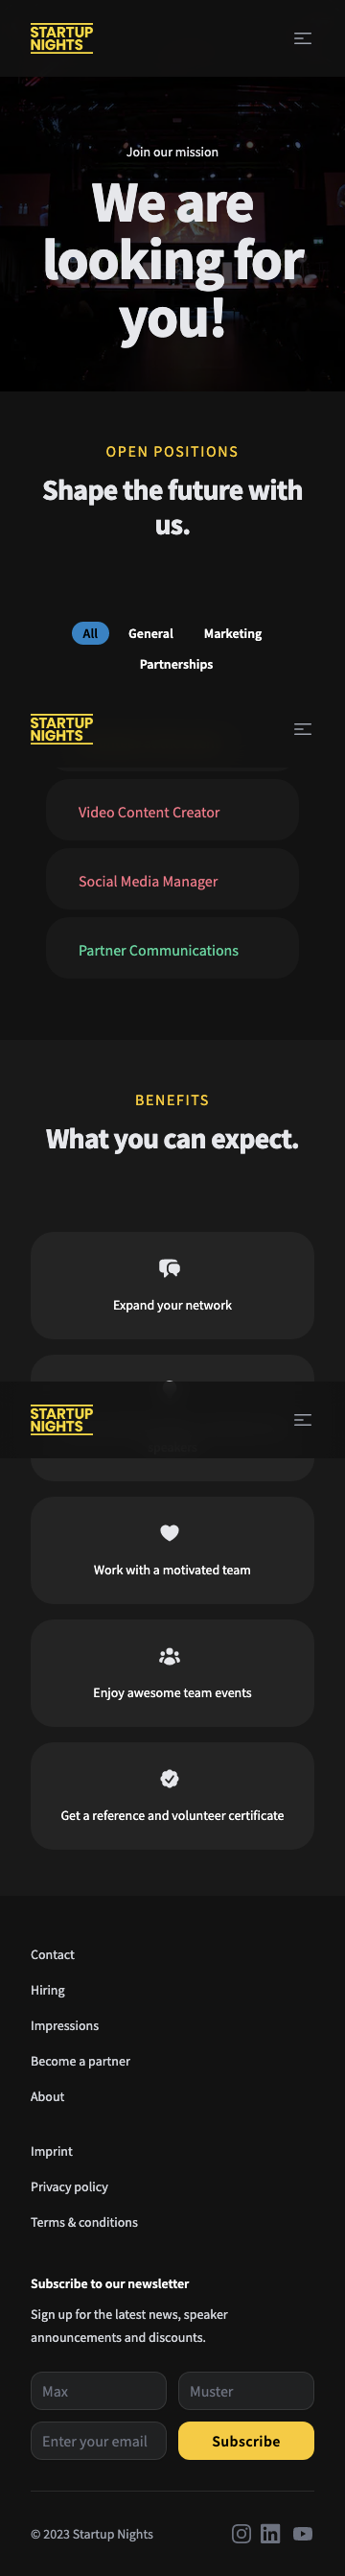 STARTUP
NIGHTS
Join our mission
We are
looking for
you!
OPEN POSITIONS
Shape the future with
us.
All
General
Marketing
Partnerships
STARTUP
NIGHTS
Video Content Creator
Social Media Manager
Partner Communications
BENEFITS
What you can expect.
Expand your network
STARTUP
NIGHTS
Work with a motivated team
Enjoy awesome team events
Get a reference and volunteer certificate
Contact
Hiring
Impressions
Become a partner
About
Imprint
Privacy policy
Terms & conditions
Subscribe to our newsletter
Sign up for the latest news, speaker
announcements and discounts.
Max
Muster
Enter your email
Subscribe
© 2023 Startup Nights